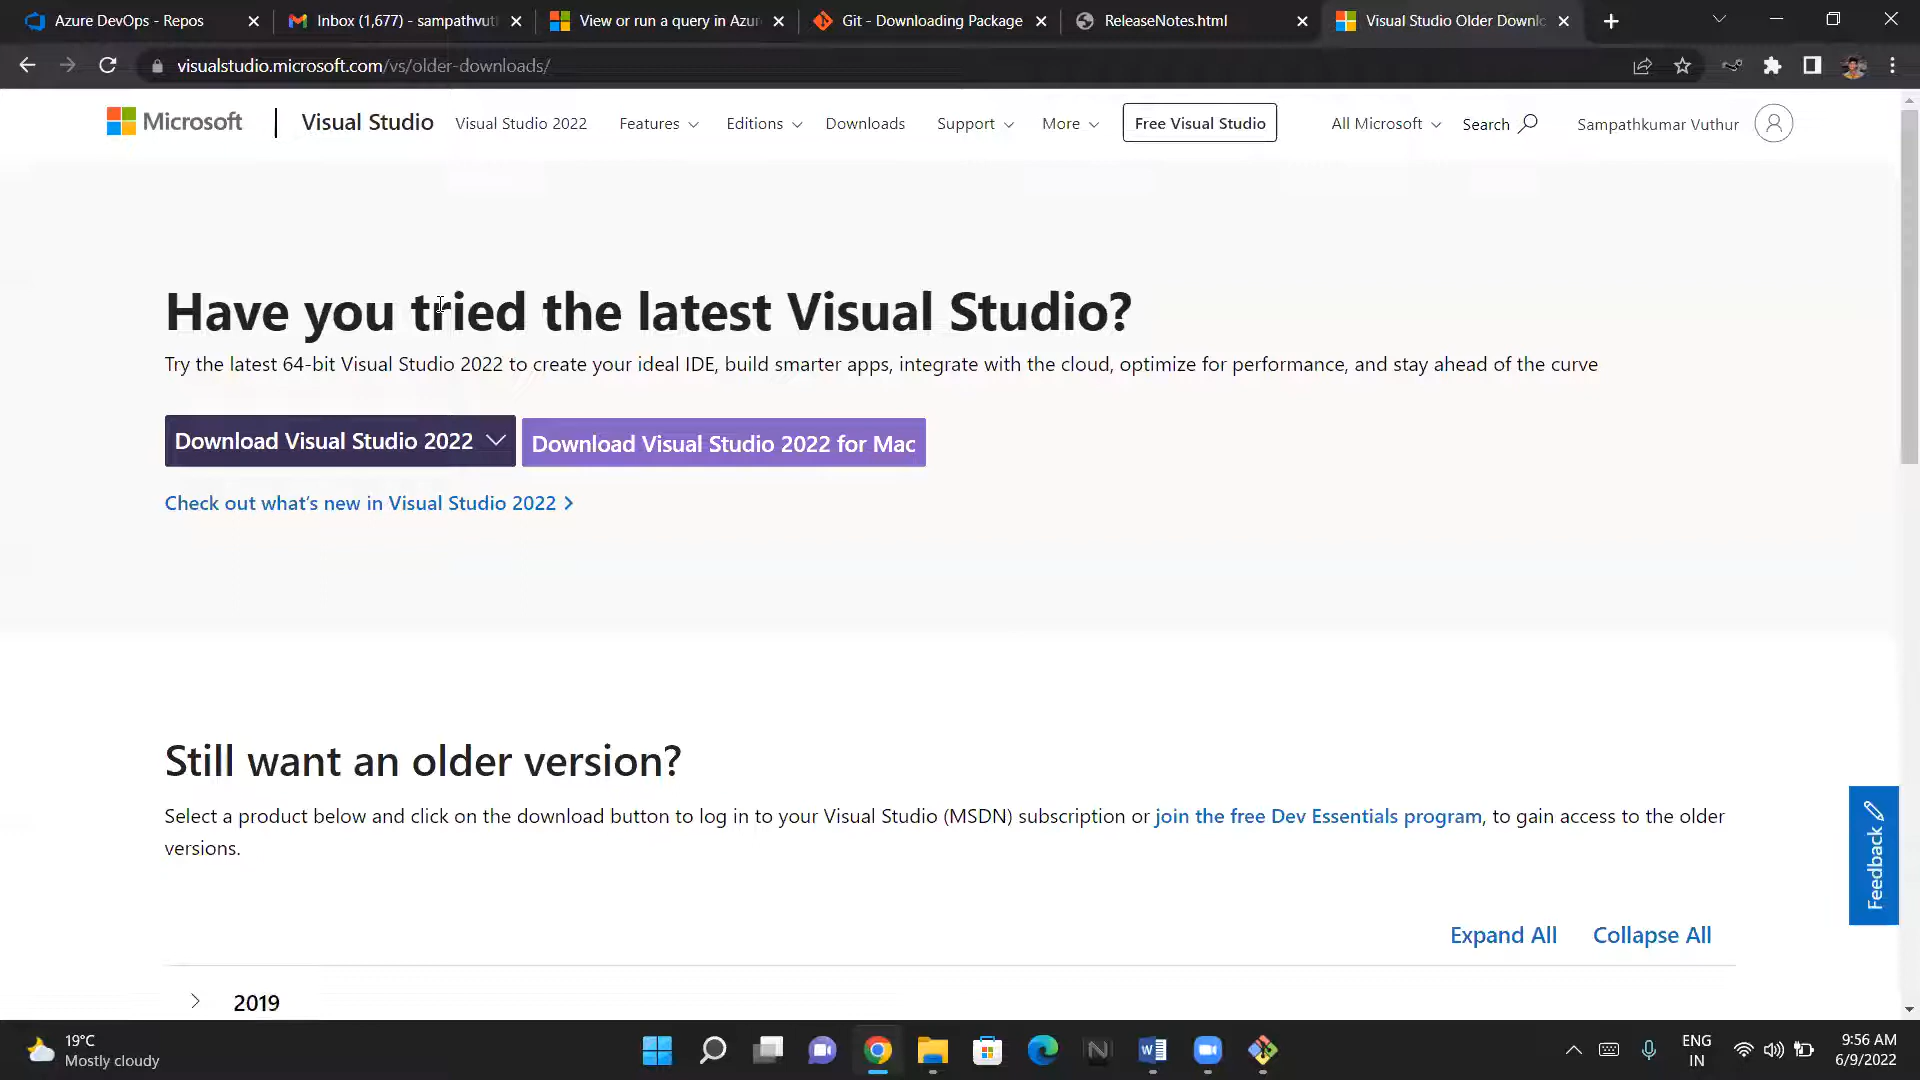 Azure DevOps - Repos
Inbox (1,677) - sampathvut
View or run a query in Azur
Git - Downloading Package
ReleaseNotes.html
Visual Studio Older Downlo
visualstudio.microsoft.com/vs/older-downloads/
Microsoft
Visual Studio
Visual Studio 2022
Features
Editions
Downloads
Support
More
Free Visual Studio
All Microsoft
Search
Sampathkumar Vuthur
Have you tried the latest Visual Studio?
Try the latest 64-bit Visual Studio 2022 to create your ideal IDE, build smarter apps, integrate with the cloud, optimize for performance, and stay ahead of the curve
Download Visual Studio 2022
Download Visual Studio 2022 for Mac
Check out what's new in Visual Studio 2022
Still want an older version?
Select a product below and click on the download button to log in to your Visual Studio (MSDN) subscription or join the free Dev Essentials program, to gain access to the older
versions.
Feedback
Expand All
Collapse All
2019
19°C
Mostly cloudy
ENG
IN
9:56 AM
6/9/2022